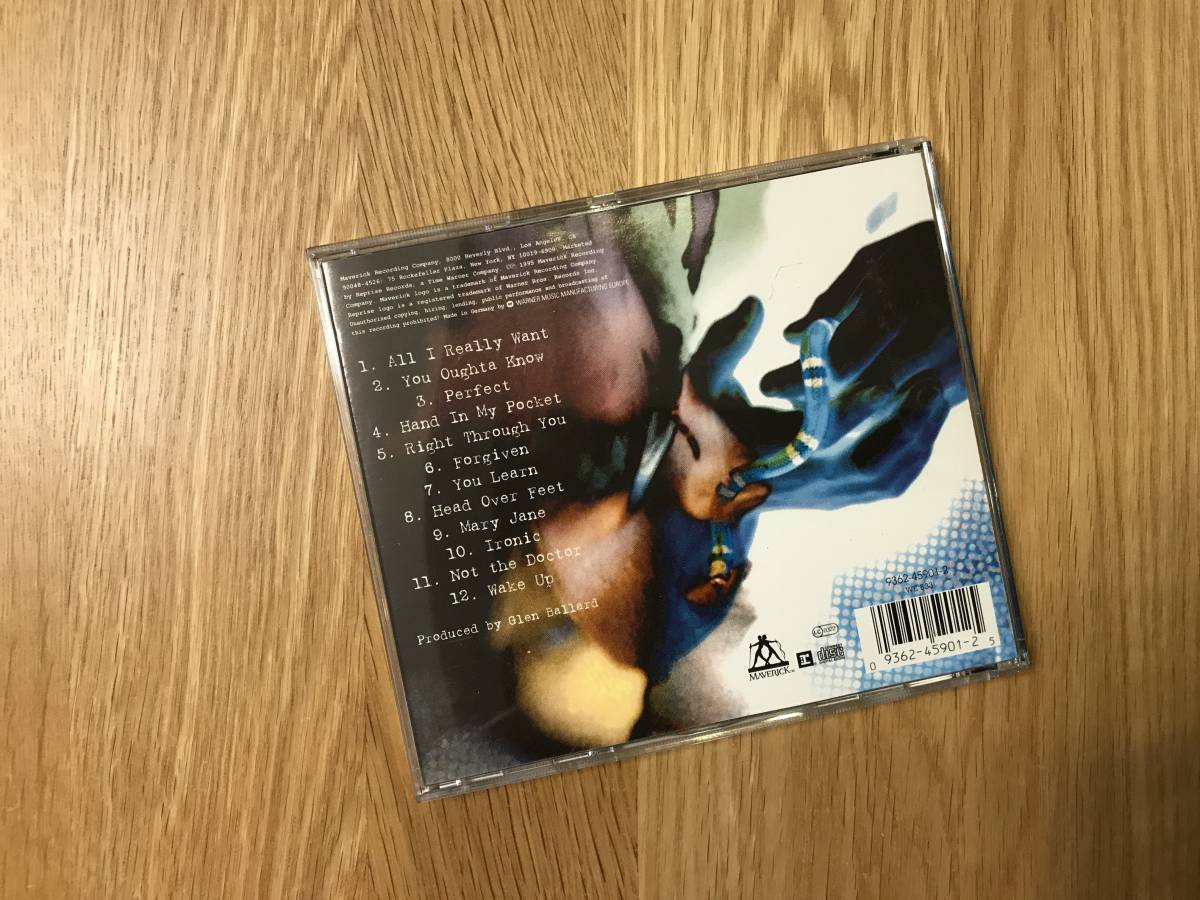 Maverick Recording Company, 8000 Beverly Blvd., Los Angeles, CA
90048-4526; 75 Rockefeller Plaza, New York, NY 10019-6908. Marketed
by Reprise Records, a Time Warner Company. ℗© 1995 Maverick Recording
Company. Maverick logo is a trademark of Maverick Recording Company.
Reprise logo is a registered trademark of Warner Bros. Records Inc.
Unauthorised copying, hiring, lending, public performance and broadcasting of
this recording prohibited! Made in Germany by WARNER MUSIC MANUFACTURING EUROPE
1. All I Really Want
2. You Oughta Know
3. Perfect
4. Hand In My Pocket
5. Right Through You
6. Forgiven
7. You Learn
8. Head Over Feet
9. Mary Jane
10. Ironic
11. Not the Doctor
12. Wake Up
Produced by Glen Ballard
9362-45901-2
MAVERICK
r
disc
LC
0 9362-45901-2 5